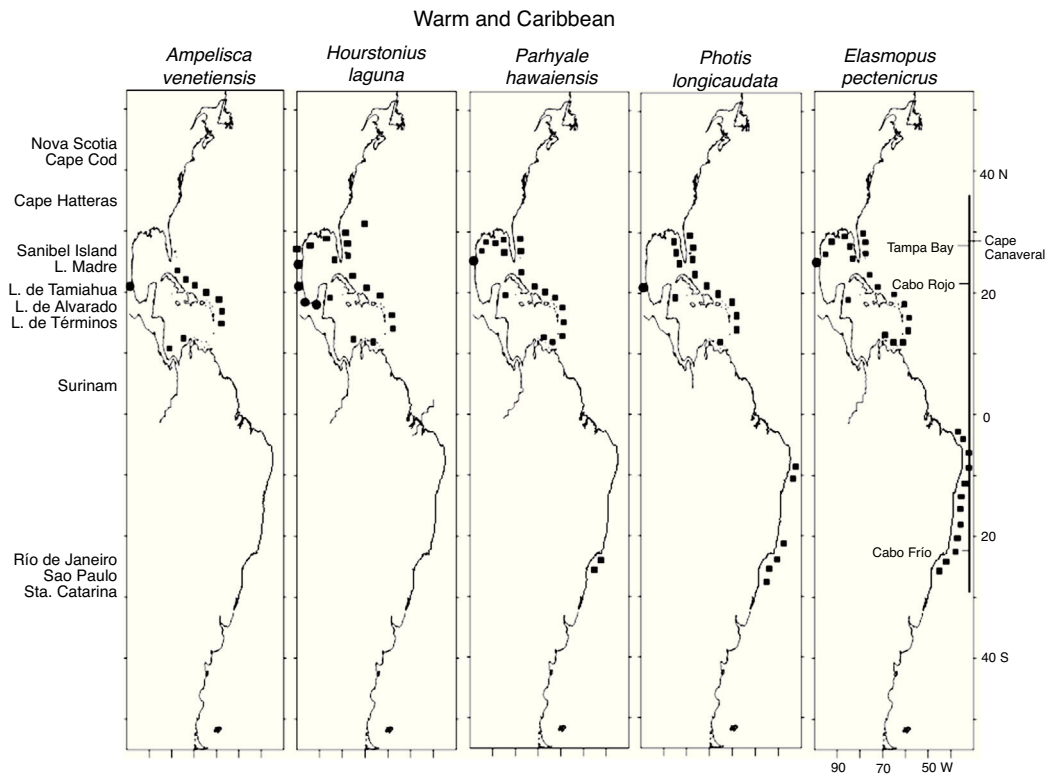 Warm and Caribbean
Ampelisca
venetiensis
Hourstonius
laguna
Parhyale
hawaiensis
Photis
longicaudata
Elasmopus
pectenicrus
Nova Scotia
Cape Cod
Cape Hatteras
Sanibel Island
L. Madre
L. de Tamiahua
L. de Alvarado
L. de Términos
Surinam
Río de Janeiro
Sao Paulo
Sta. Catarina
40 N
Tampa Bay
Cape
Canaveral
Cabo Rojo
20
0
20
Cabo Frío
40 S
90
70
50 W